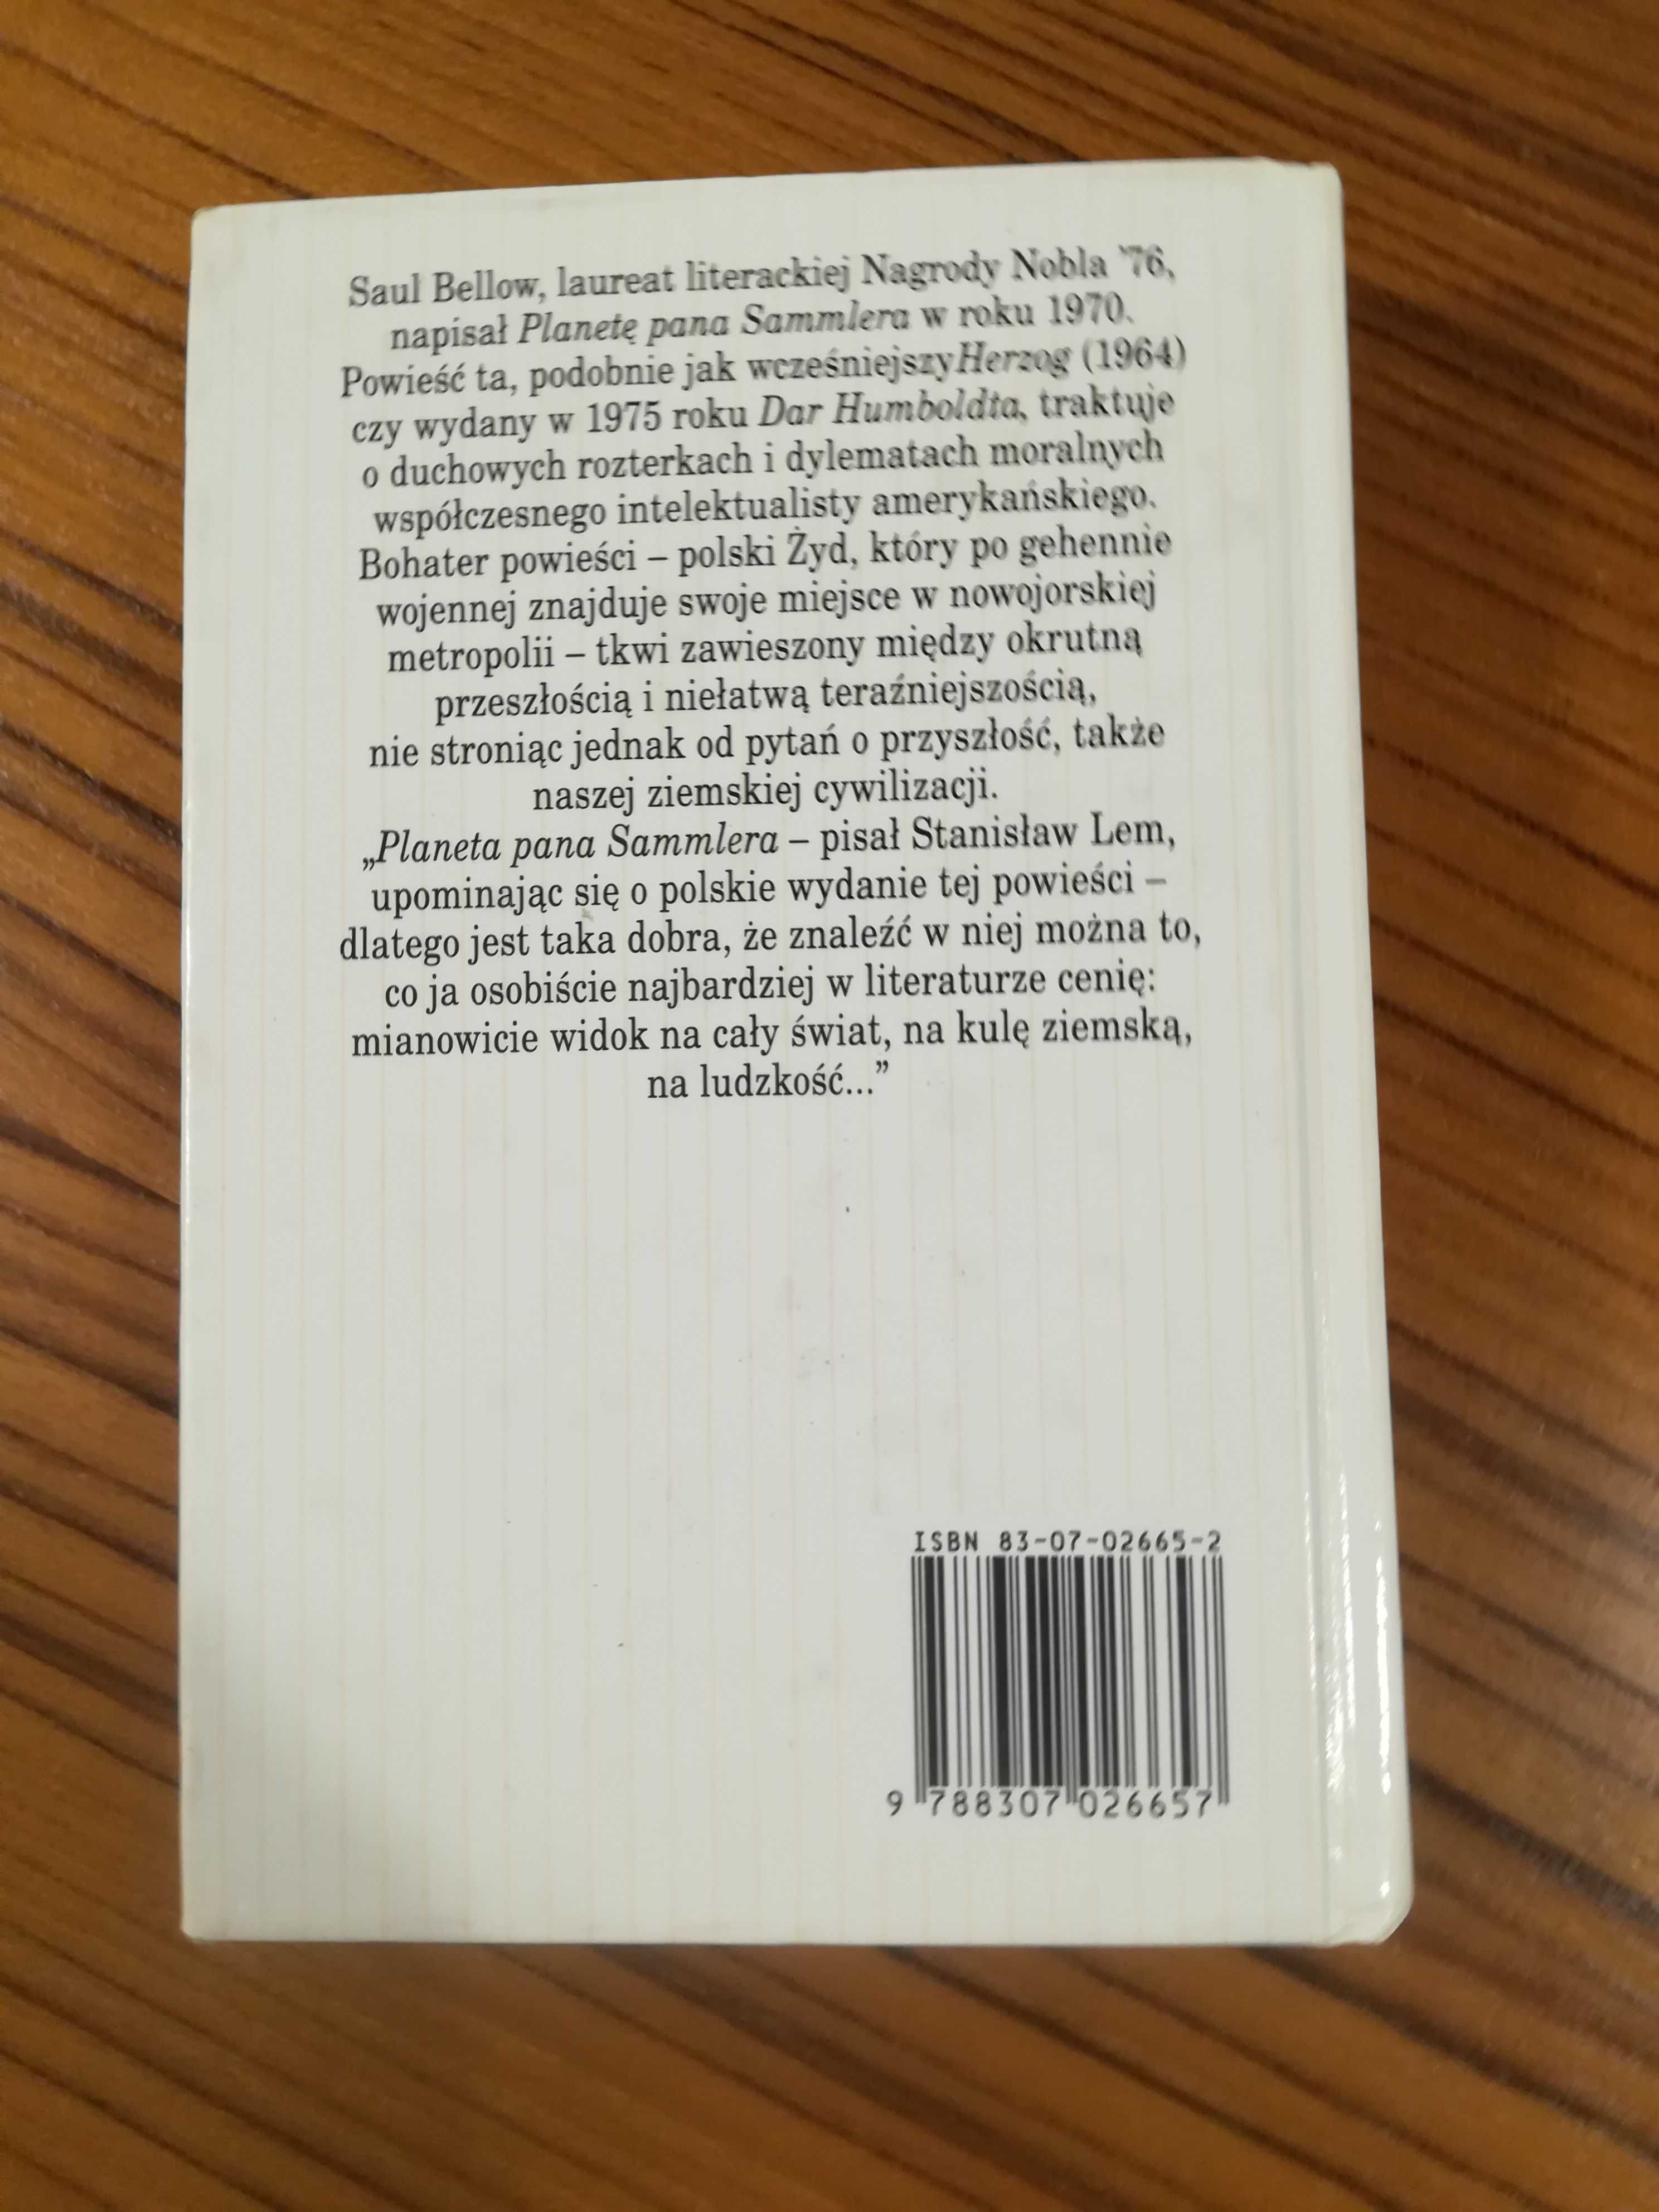 Saul Bellow, laureat literackiej Nagrody Nobla '76,
napisał Planetę pana Sammlera w roku 1970.
Powieść ta, podobnie jak wcześniejszy Herzog (1964)
czy wydany w 1975 roku Dar Humboldta, traktuje
o duchowych rozterkach i dylematach moralnych
współczesnego intelektualisty amerykańskiego.
Bohater powieści – polski Żyd, który po gehennie
wojennej znajduje swoje miejsce w nowojorskiej
metropolii – tkwi zawieszony między okrutną
przeszłością i niełatwą teraźniejszością,
nie stroniąc jednak od pytań o przyszłość, także
naszej ziemskiej cywilizacji.
„Planeta pana Sammlera – pisał Stanisław Lem,
upominając się o polskie wydanie tej powieści –
dlatego jest taka dobra, że znaleźć w niej można to,
co ja osobiście najbardziej w literaturze cenię:
mianowicie widok na cały świat, na kulę ziemską,
na ludzkość...”
ISBN 83-07-02665-2
9 788307 026657